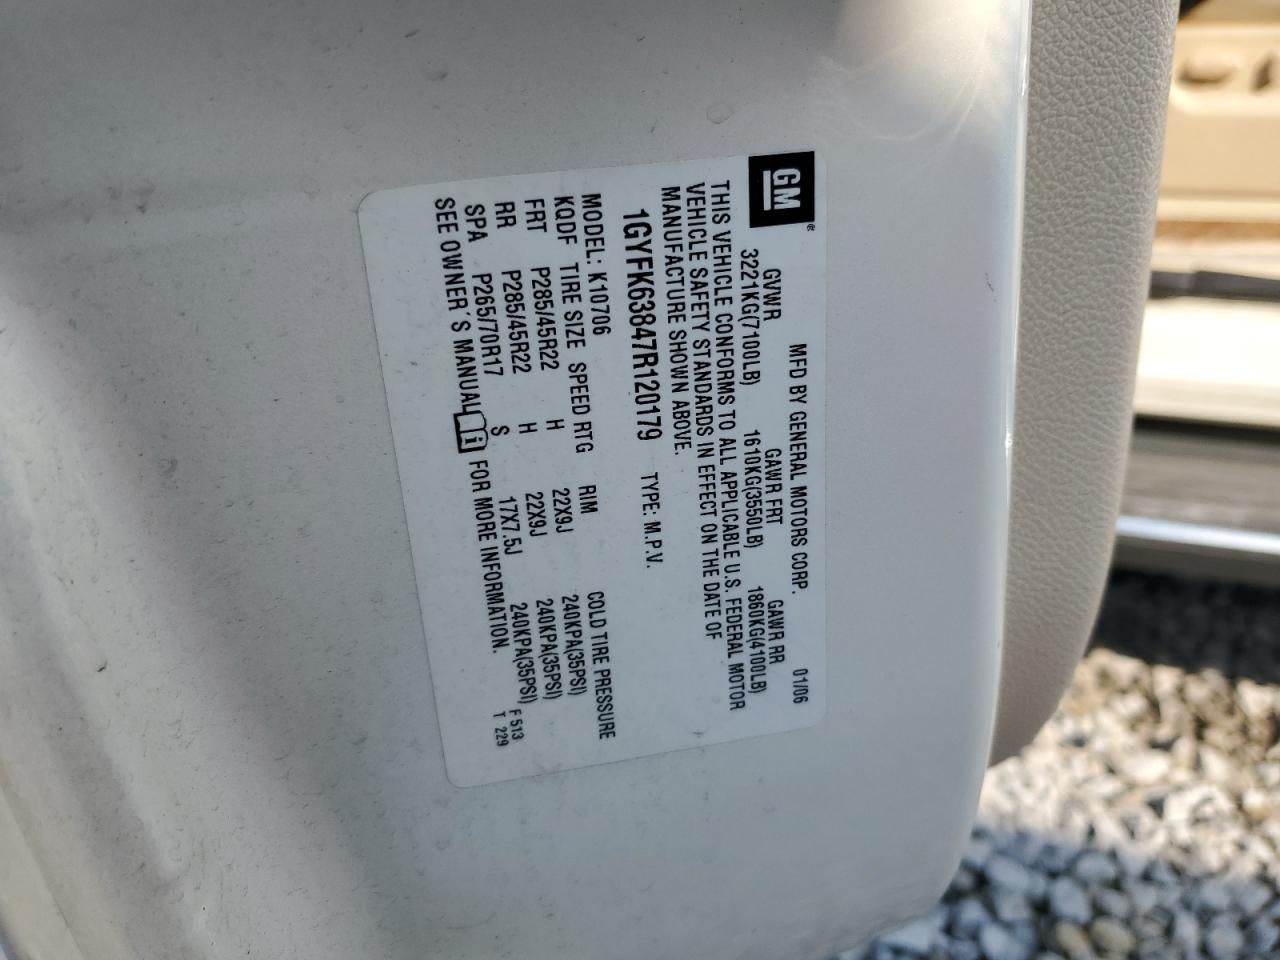 GM®
MFD BY GENERAL MOTORS CORP. 01/06
GVWR GAWR FRT GAWR RR
3221KG(7100LB) 1610KG(3550LB) 1860KG(4100LB)
THIS VEHICLE CONFORMS TO ALL APPLICABLE U.S. FEDERAL MOTOR
VEHICLE SAFETY STANDARDS IN EFFECT ON THE DATE OF
MANUFACTURE SHOWN ABOVE.
1GYFK63847R120179 TYPE: M.P.V.
MODEL: K10706
KQDF TIRE SIZE SPEED RTG RIM COLD TIRE PRESSURE
FRT P285/45R22 H 22X9J 240KPA(35PSI)
RR P285/45R22 H 22X9J 240KPA(35PSI)
SPA P265/70R17 S 17X7.5J 240KPA(35PSI) F 513
SEE OWNER'S MANUAL i FOR MORE INFORMATION. T 229